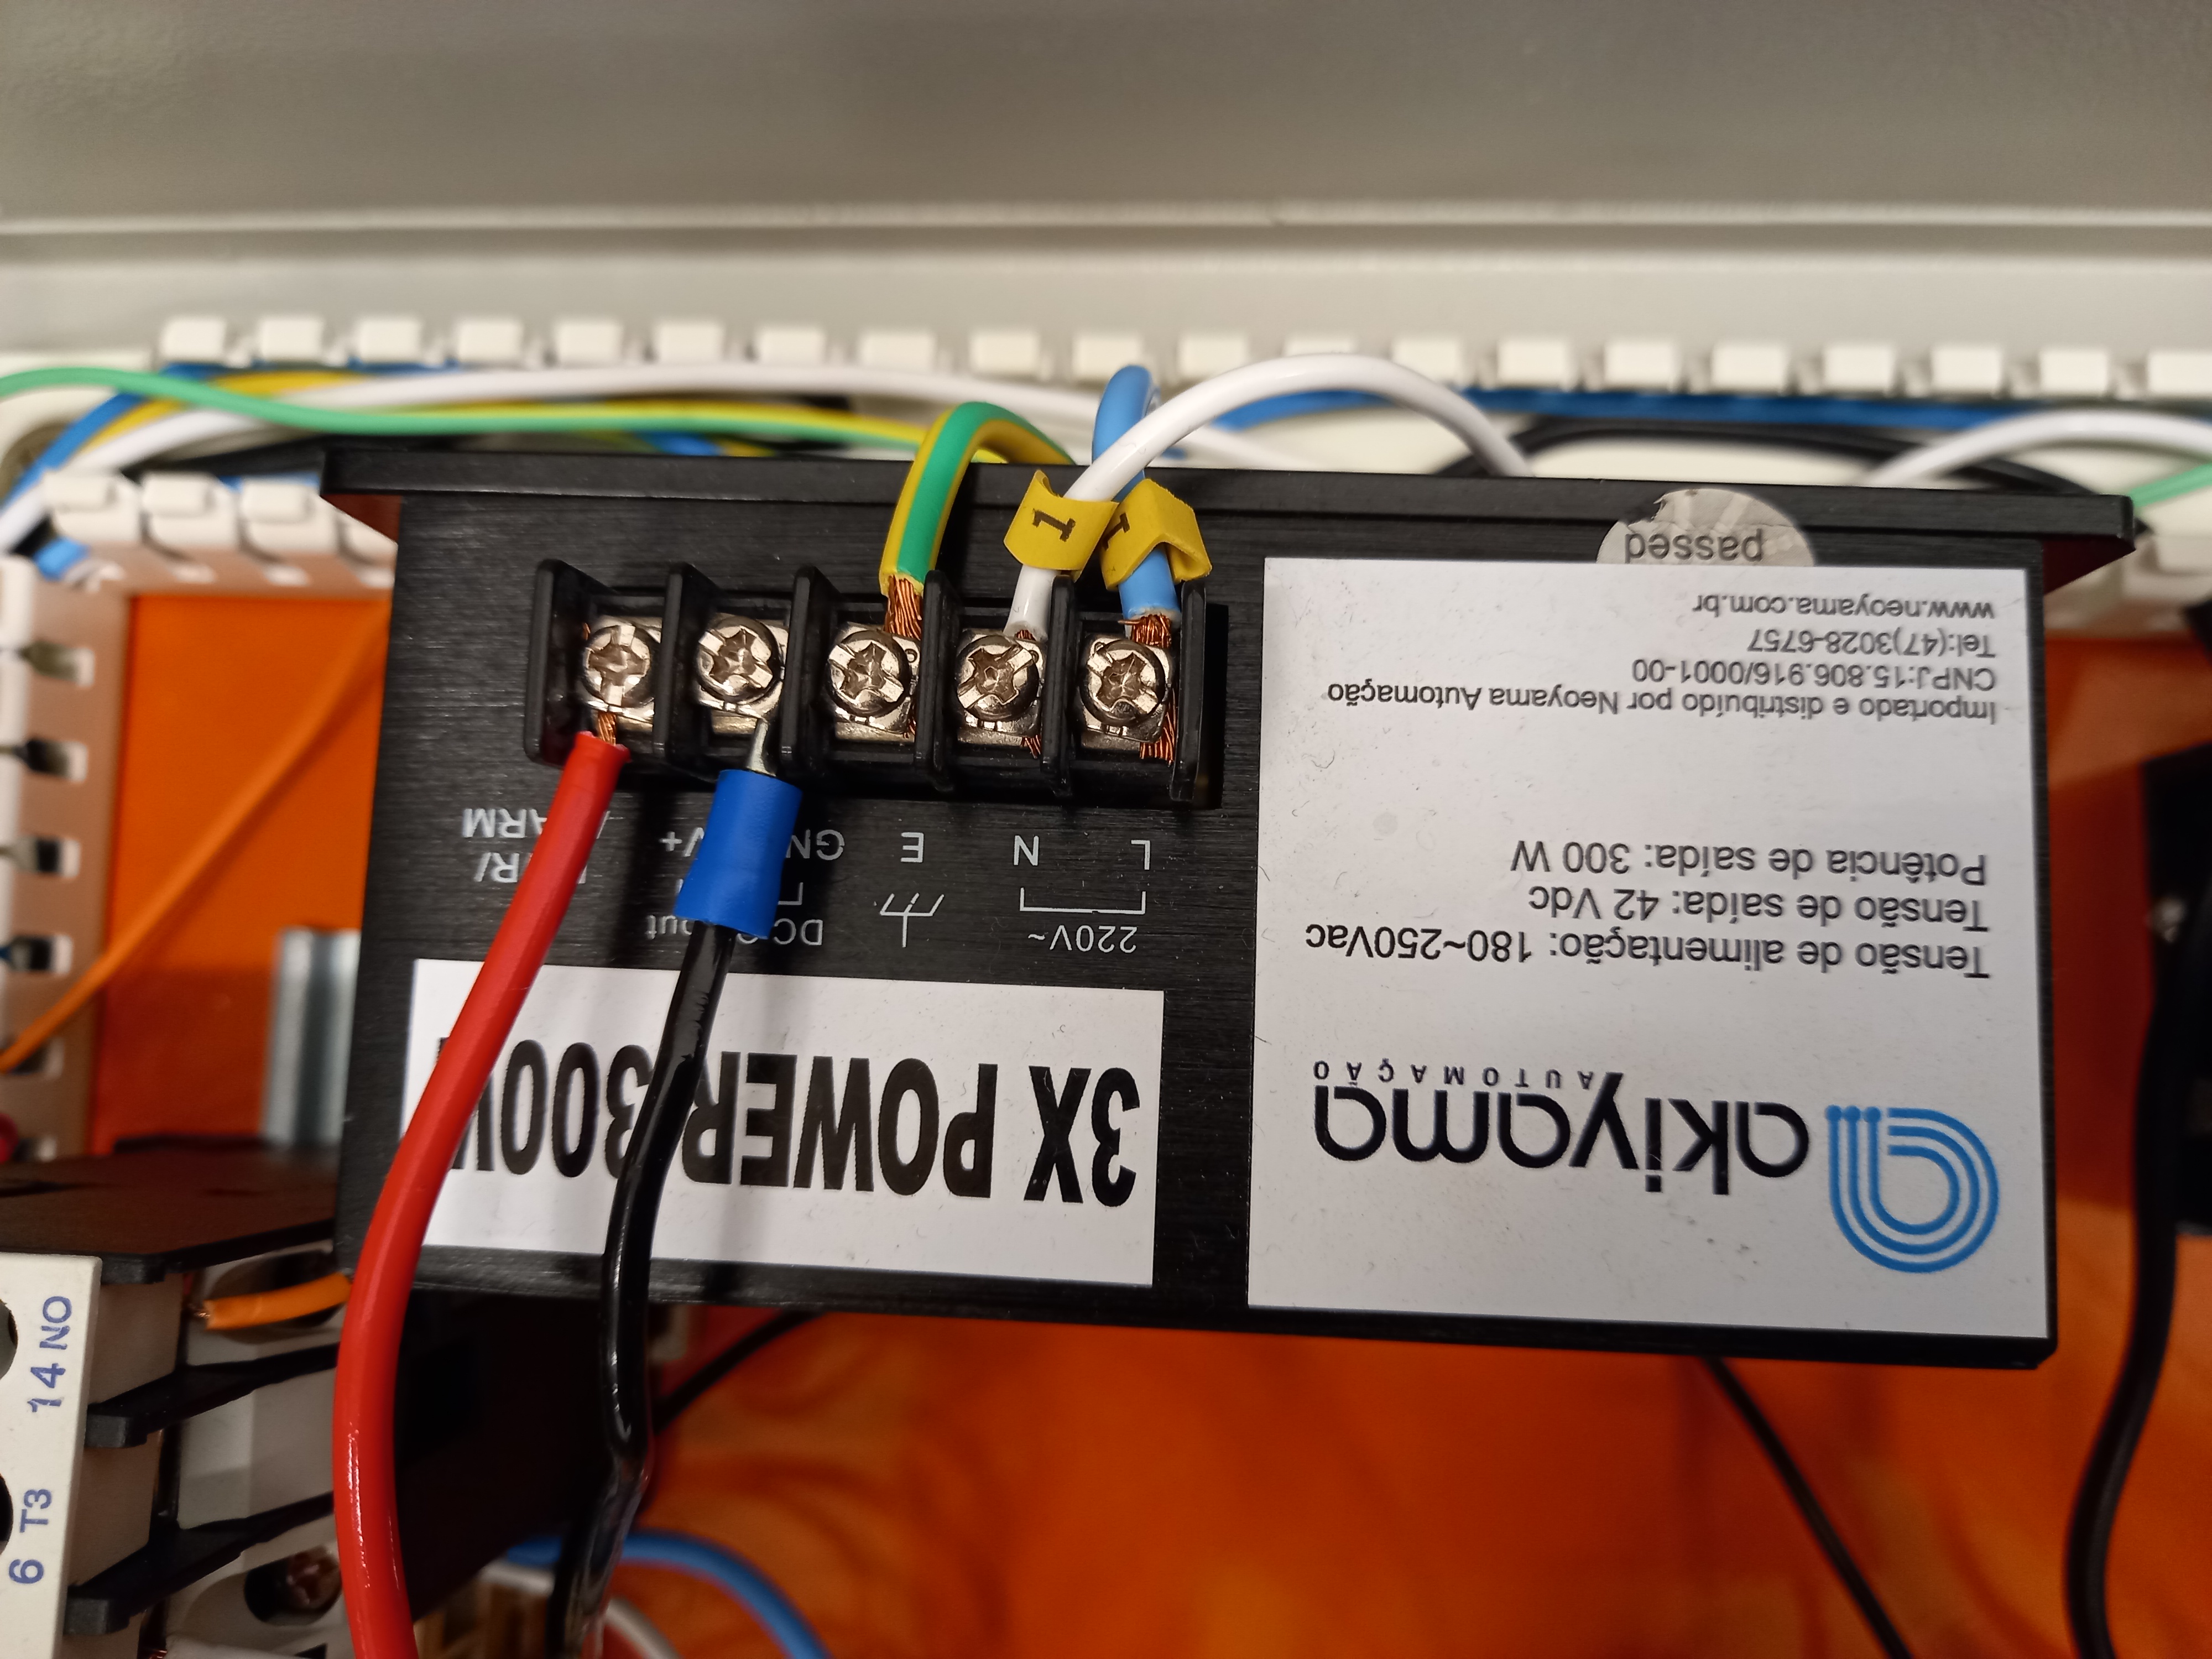 akiyama
AUTOMAÇÃO
Tensão de alimentação: 180~250Vac
Tensão de saída: 42 Vdc
Potência de saída: 300 W
Importado e distribuído por Neoyama Automação
CNPJ:15.806.916/0001-00
Tel:(47)3028-6757
www.neoyama.com.br
passed
3X POWER 300
220V~
L N E V+
1
1
14 NO
6 T3